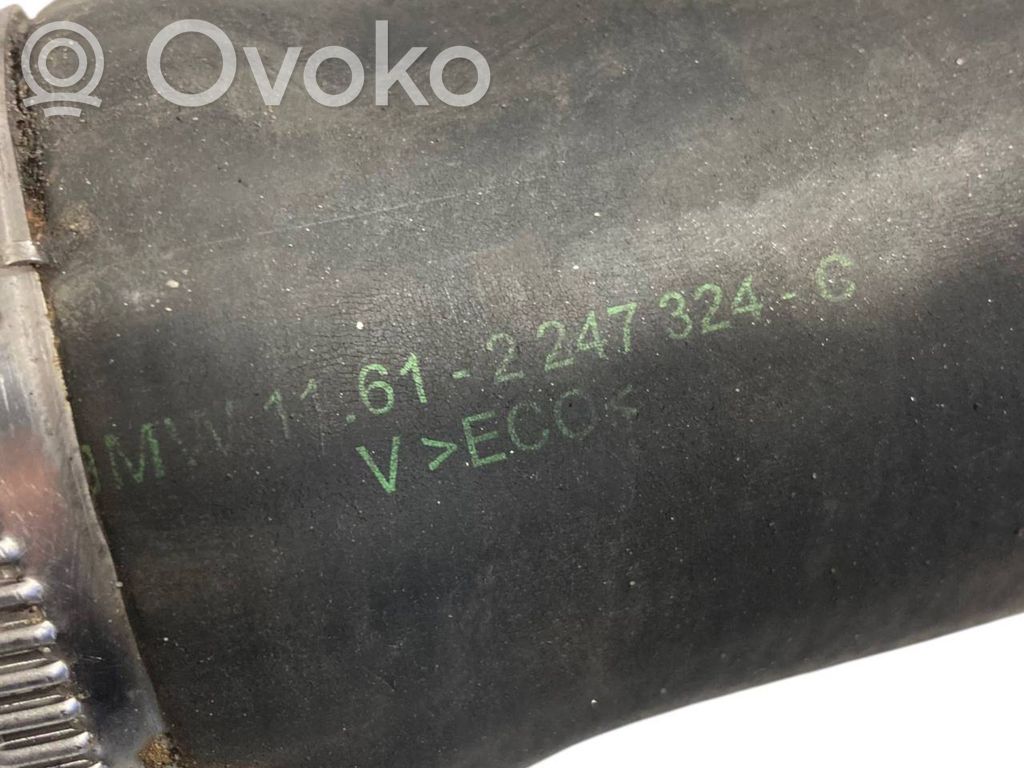 Ovoko
BMW 11.61-2 247 324-G
V >ECO<